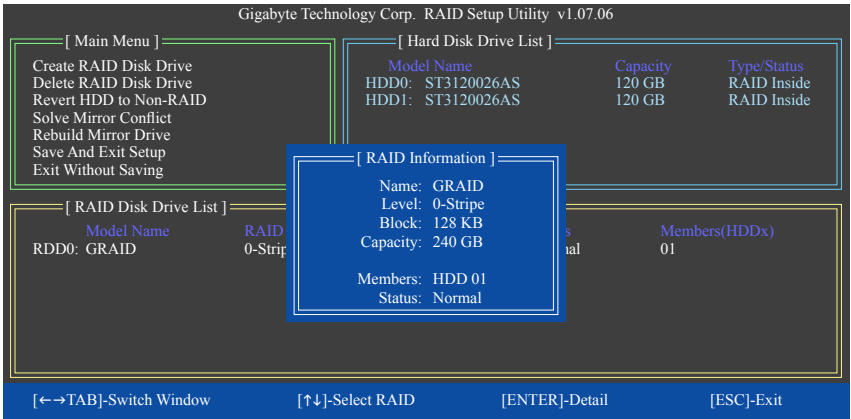 Gigabyte Technology Corp. RAID Setup Utility v1.07.06
[ Main Menu ]
Create RAID Disk Drive
Delete RAID Disk Drive
Revert HDD to Non-RAID
Solve Mirror Conflict
Rebuild Mirror Drive
Save And Exit Setup
Exit Without Saving
[ Hard Disk Drive List ]
Model Name Capacity Type/Status
HDD0: ST3120026AS 120 GB RAID Inside
HDD1: ST3120026AS 120 GB RAID Inside
[ RAID Information ]
Name: GRAID
Level: 0-Stripe
Block: 128 KB
Capacity: 240 GB
Members: HDD 01
Status: Normal
[ RAID Disk Drive List ]
Model Name RAID Members(HDDx)
RDD0: GRAID 0-Strip al 01
[←→TAB]-Switch Window [↑↓]-Select RAID [ENTER]-Detail [ESC]-Exit